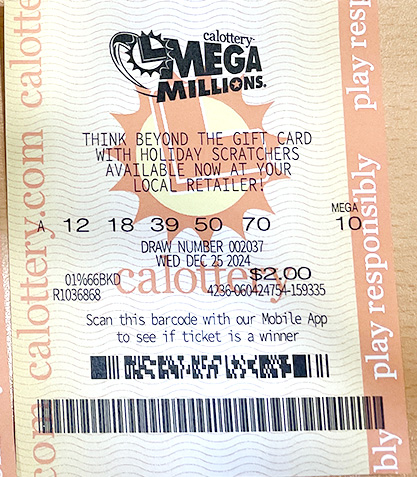 calottery
MEGA
MILLIONS.
THINK BEYOND THE GIFT CARD
WITH HOLIDAY SCRATCHERS
AVAILABLE NOW AT YOUR
LOCAL RETAILER!
MEGA
A 12 18 39 50 70 10
DRAW NUMBER 002037
WED DEC 25 2024
01%66BKD $2.00
R1036868 4236-060424754-159335
calottery
Scan this barcode with our Mobile App
to see if ticket is a winner
calottery.com calottery.com
play responsibly play responsibly